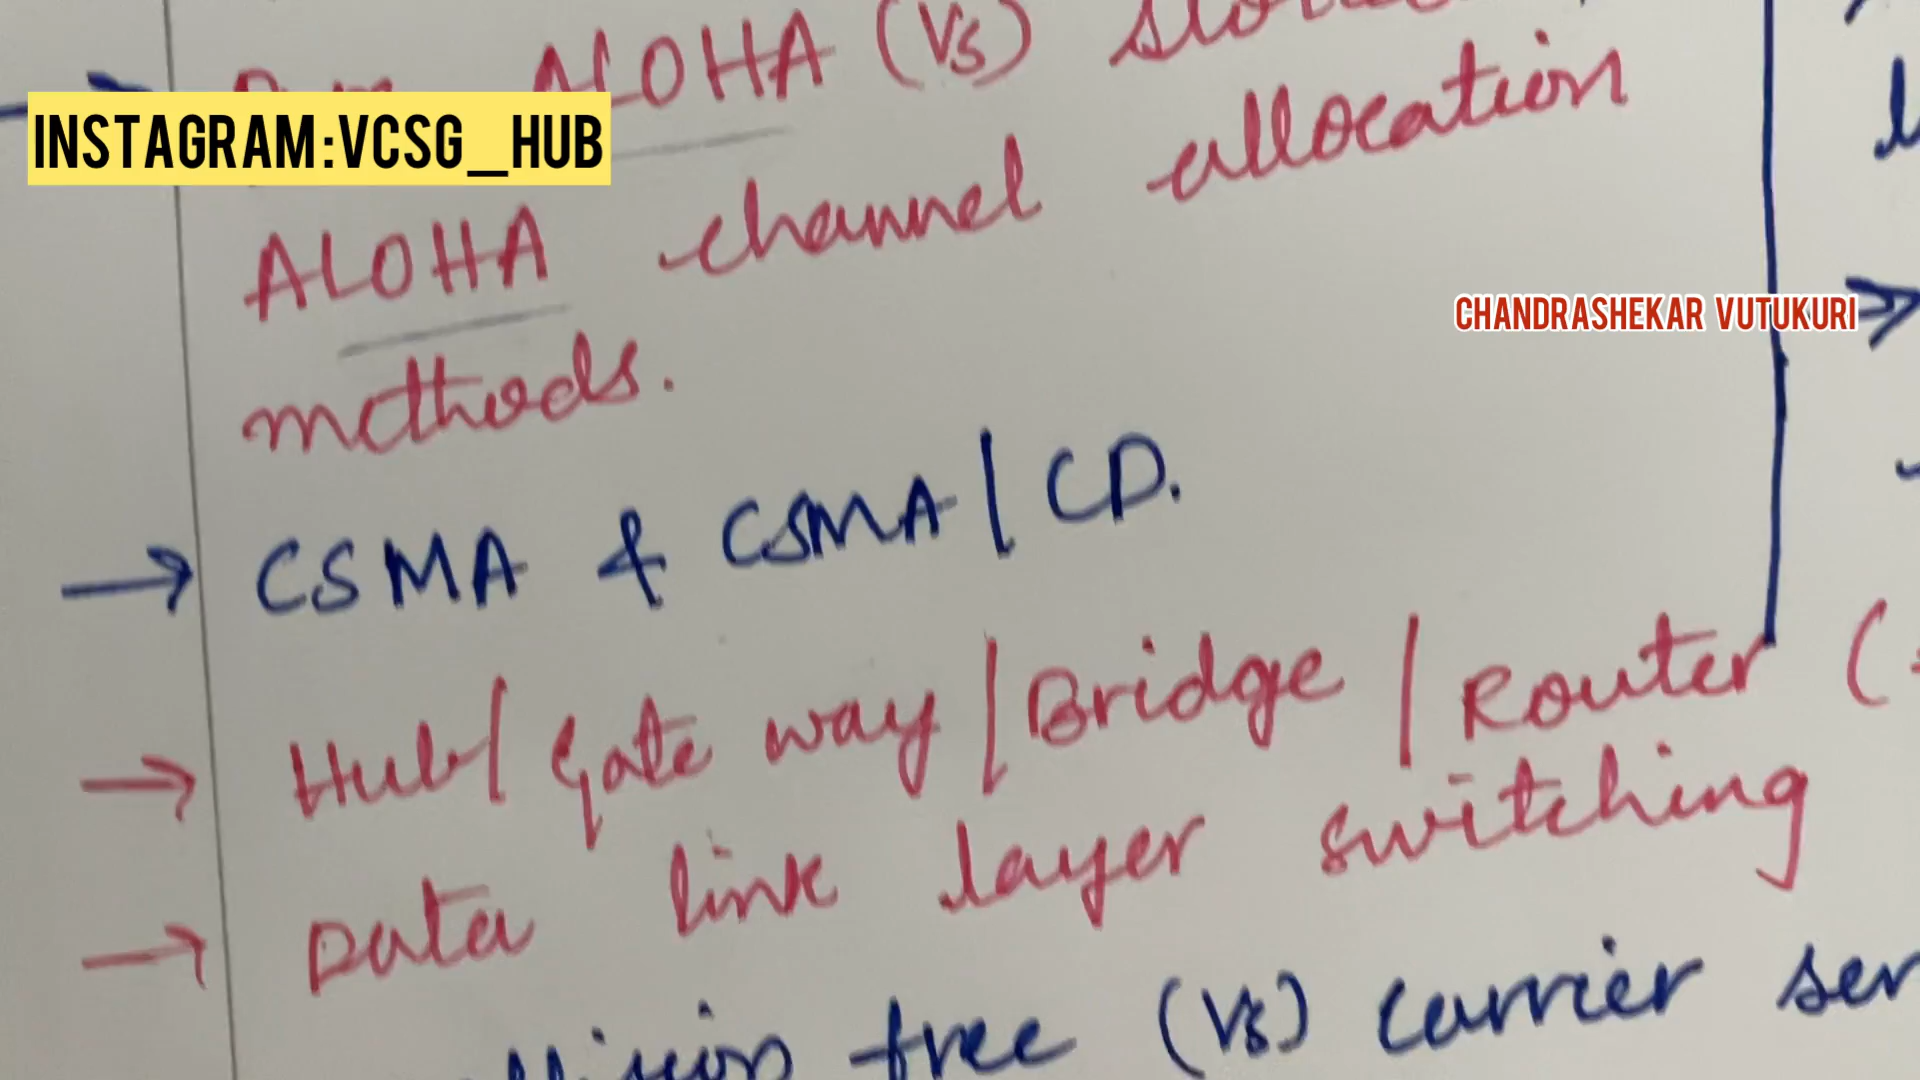 ALOHA (Vs)
INSTAGRAM:VCSG_HUB
ALOHA channel allocation
CHANDRASHEKAR VUTUKURI
methods.
→ CSMA & CSMA/CD.
→ Hub/Gate way/Bridge/Router (
→ Data link layer switching
free (Vs) carrier